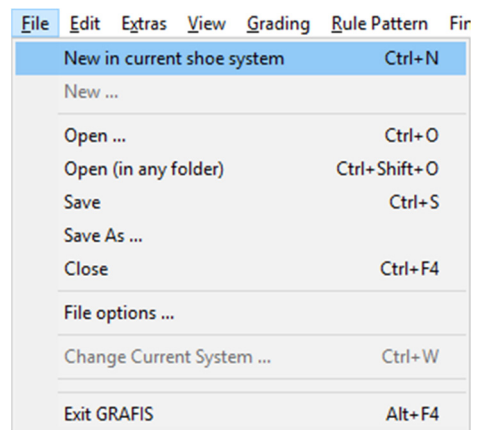 File Edit Extras View Grading Rule Pattern Fir
New in current shoe system Ctrl+N
New ...
Open ... Ctrl+O
Open (in any folder) Ctrl+Shift+O
Save Ctrl+S
Save As ...
Close Ctrl+F4
File options ...
Change Current System ... Ctrl+W
Exit GRAFIS Alt+F4